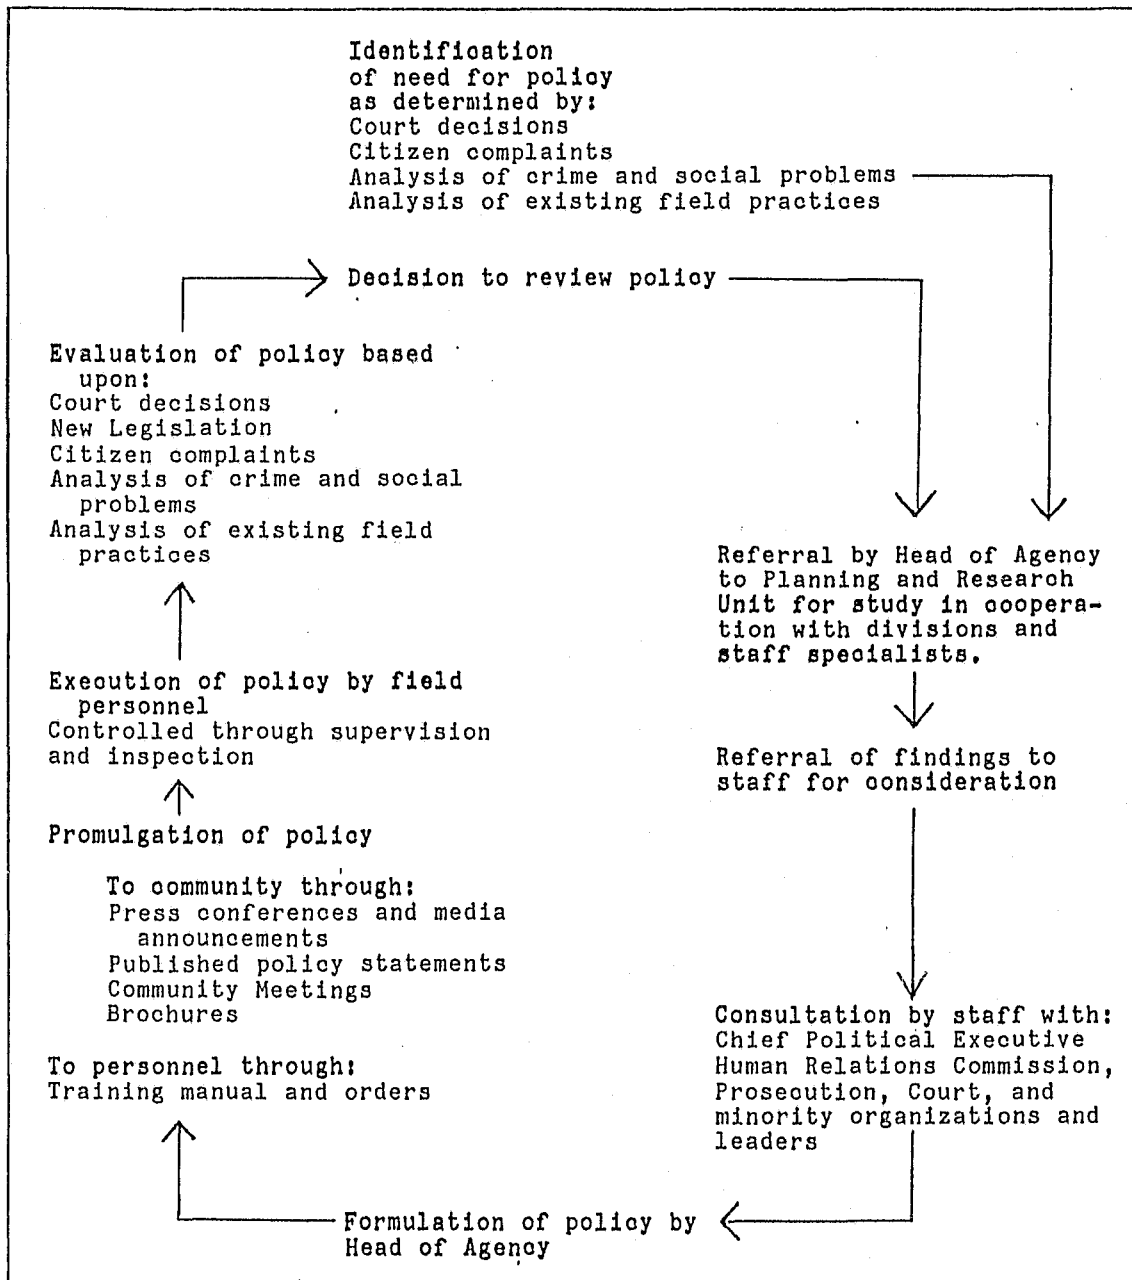 Identification
of need for policy
as determined by:
Court decisions
Citizen complaints
Analysis of crime and social problems
Analysis of existing field practices
Decision to review policy
Evaluation of policy based
upon:
Court decisions
New Legislation
Citizen complaints
Analysis of crime and social
problems
Analysis of existing field
practices
Referral by Head of Agency
to Planning and Research
Unit for study in coopera-
tion with divisions and
staff specialists.
Execution of policy by field
personnel
Controlled through supervision
and inspection
Referral of findings to
staff for consideration
Promulgation of policy
To community through:
Press conferences and media
announcements
Published policy statements
Community Meetings
Brochures
Consultation by staff with:
Chief Political Executive
Human Relations Commission,
Prosecution, Court, and
minority organizations and
leaders
To personnel through:
Training manual and orders
Formulation of policy by
Head of Agency